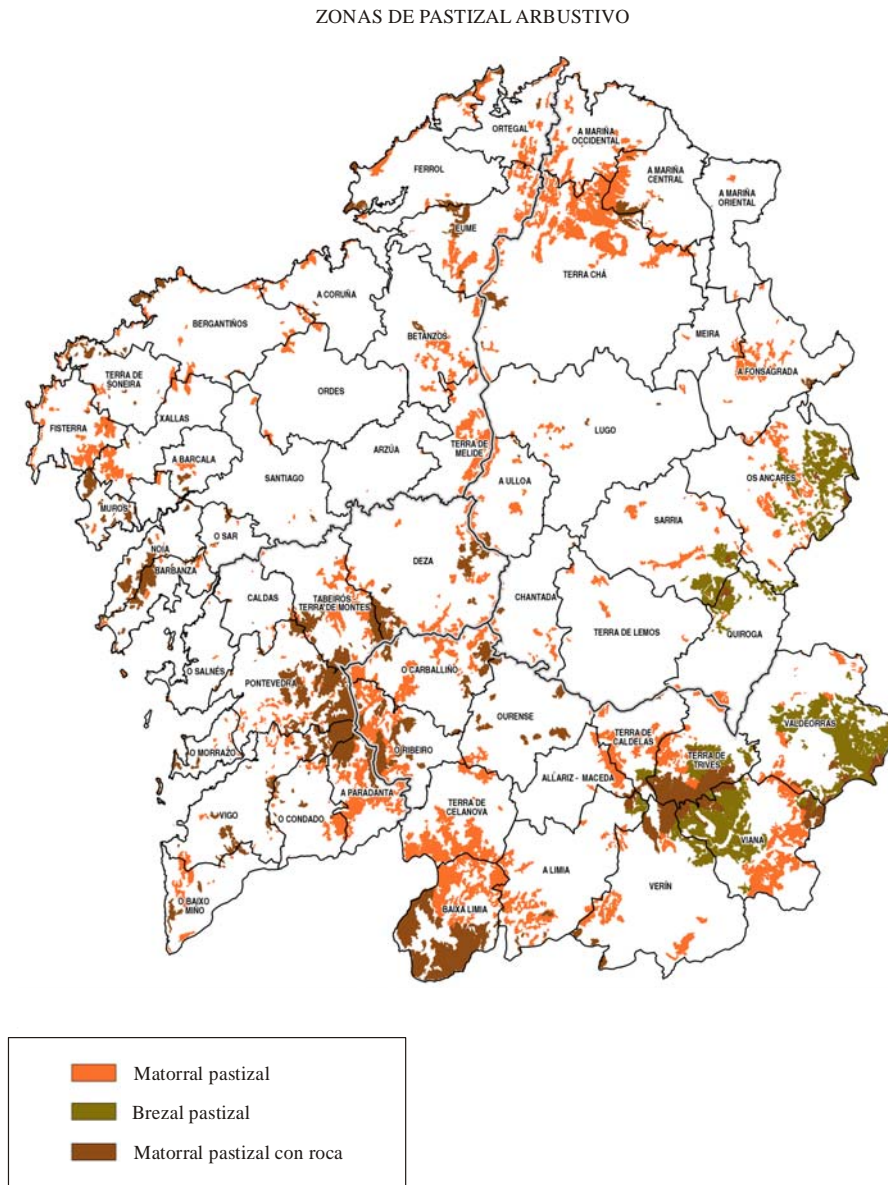 ZONAS DE PASTIZAL ARBUSTIVO
ORTEGAL
A MARIÑA
OCCIDENTAL
FERROL
A MARIÑA
CENTRAL
A MARIÑA
ORIENTAL
EUME
TERRA CHÁ
A CORUÑA
BERGANTIÑOS
BETANZOS
MEIRA
A FONSAGRADA
TERRA DE
SONEIRA
ORDES
XALLAS
FISTERRA
LUGO
ARZÚA
TERRA DE
MELIDE
A BARCALA
SANTIAGO
A ULLOA
OS ANCARES
MUROS
SARRIA
O SAR
NOIA
BARBANZA
DEZA
CALDAS
TABEIRÓS
TERRA DE MONTES
CHANTADA
TERRA DE LEMOS
QUIROGA
O SALNÉS
PONTEVEDRA
O CARBALLIÑO
OURENSE
VALDEORRAS
O MORRAZO
O RIBEIRO
TERRA DE
CALDELAS
TERRA DE
TRIVES
ALLARIZ - MACEDA
A PARADANTA
VIGO
O CONDADO
TERRA DE
CELANOVA
VIANA
A LIMIA
VERÍN
O BAIXO
MIÑO
BAIXA LIMIA
Matorral pastizal
Brezal pastizal
Matorral pastizal con roca